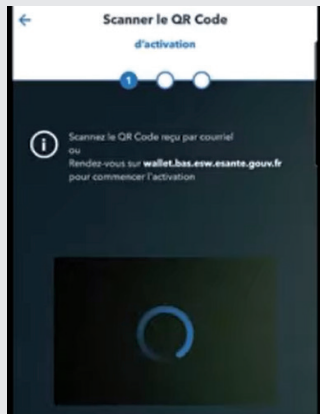 Scanner le QR Code
d'activation
1
Scannez le QR Code reçu par courriel
ou
Rendez-vous sur wallet.bas.esw.esante.gouv.fr
pour commencer l'activation